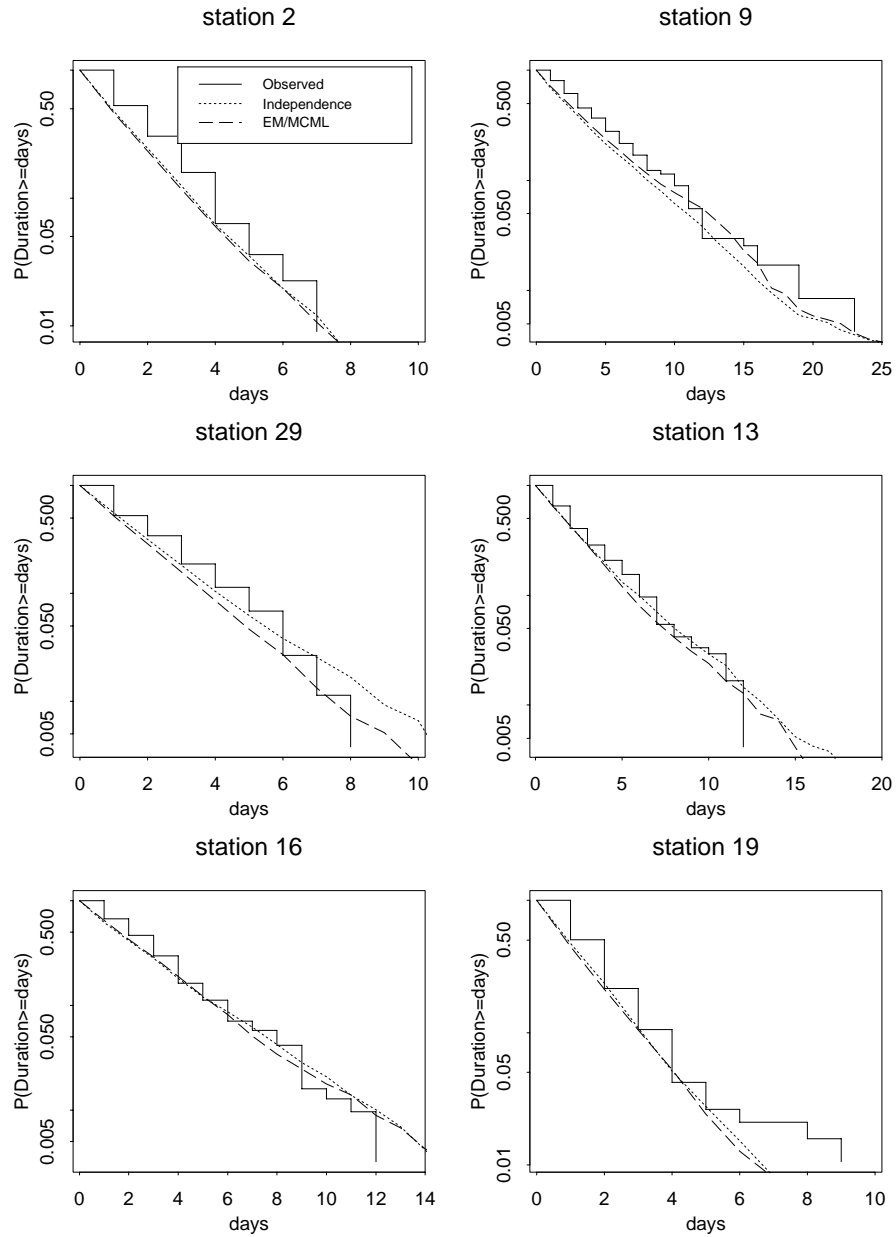 station 2
P(Duration>=days)
0.01
0.05
0.50
Observed
Independence
EM/MCML
0 2 4 6 8 10
days
station 9
P(Duration>=days)
0.005
0.050
0.500
0 5 10 15 20 25
days
station 29
P(Duration>=days)
0.005
0.050
0.500
0 2 4 6 8 10
days
station 13
P(Duration>=days)
0.005
0.050
0.500
0 5 10 15 20
days
station 16
P(Duration>=days)
0.005
0.050
0.500
0 2 4 6 8 10 12 14
days
station 19
P(Duration>=days)
0.01
0.05
0.50
0 2 4 6 8 10
days